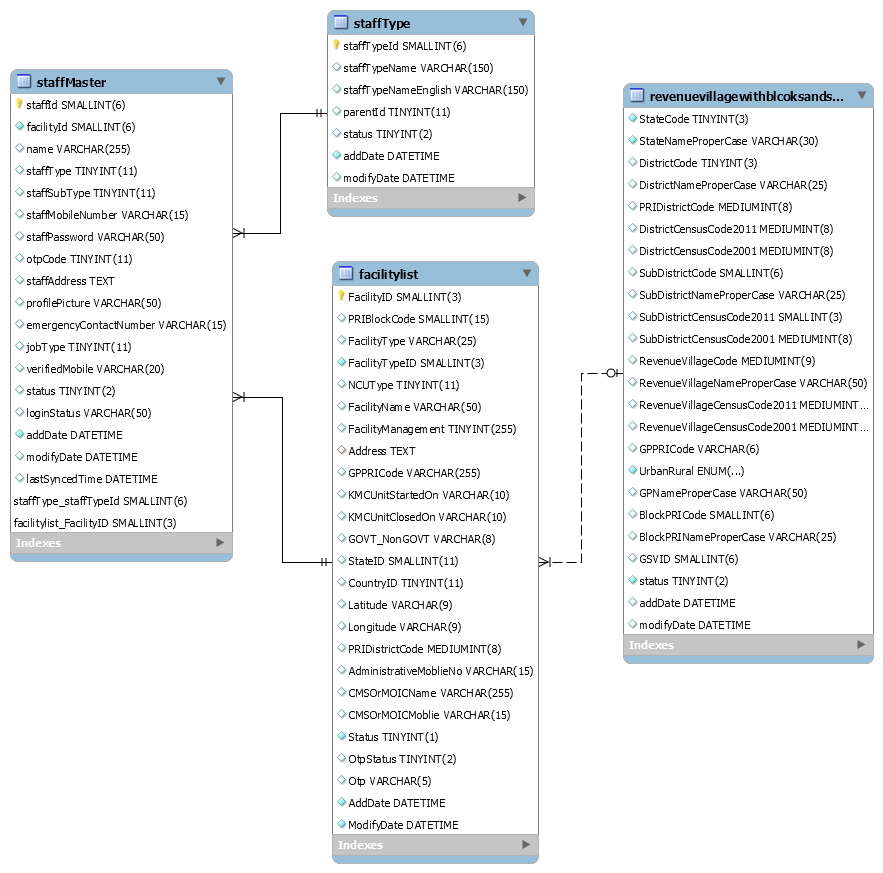 staffType
staffTypeId SMALLINT(6)
staffTypeName VARCHAR(150)
staffTypeNameEnglish VARCHAR(150)
parentId TINYINT(11)
status TINYINT(2)
addDate DATETIME
modifyDate DATETIME
Indexes
staffMaster
staffId SMALLINT(6)
facilityId SMALLINT(6)
name VARCHAR(255)
staffType TINYINT(11)
staffSubType TINYINT(11)
staffMobileNumber VARCHAR(15)
staffPassword VARCHAR(50)
otpCode TINYINT(11)
staffAddress TEXT
profilePicture VARCHAR(50)
emergencyContactNumber VARCHAR(15)
jobType TINYINT(11)
verifiedMobile VARCHAR(20)
status TINYINT(2)
loginStatus VARCHAR(50)
addDate DATETIME
modifyDate DATETIME
lastSyncedTime DATETIME
staffType_staffTypeId SMALLINT(6)
facilitylist_FacilityID SMALLINT(3)
Indexes
facilitylist
FacilityID SMALLINT(3)
PRIBlockCode SMALLINT(15)
FacilityType VARCHAR(25)
FacilityTypeID SMALLINT(3)
NCUType TINYINT(11)
FacilityName VARCHAR(50)
FacilityManagement TINYINT(255)
Address TEXT
GPPRICode VARCHAR(255)
KMCUnitStartedOn VARCHAR(10)
KMCUnitClosedOn VARCHAR(10)
GOVT_NonGOVT VARCHAR(8)
StateID SMALLINT(11)
CountryID TINYINT(11)
Latitude VARCHAR(9)
Longitude VARCHAR(9)
PRIDistrictCode MEDIUMINT(8)
AdministrativeMoblieNo VARCHAR(15)
CMSOrMOICName VARCHAR(255)
CMSOrMOICMoblie VARCHAR(15)
Status TINYINT(1)
OtpStatus TINYINT(2)
Otp VARCHAR(5)
AddDate DATETIME
ModifyDate DATETIME
Indexes
revenuevillagewithblcoksands...
StateCode TINYINT(3)
StateNameProperCase VARCHAR(30)
DistrictCode TINYINT(3)
DistrictNameProperCase VARCHAR(25)
PRIDistrictCode MEDIUMINT(8)
DistrictCensusCode2011 MEDIUMINT(8)
DistrictCensusCode2001 MEDIUMINT(8)
SubDistrictCode SMALLINT(6)
SubDistrictNameProperCase VARCHAR(25)
SubDistrictCensusCode2011 SMALLINT(3)
SubDistrictCensusCode2001 MEDIUMINT(8)
RevenueVillageCode MEDIUMINT(9)
RevenueVillageNameProperCase VARCHAR(50)
RevenueVillageCensusCode2011 MEDIUMINT...
RevenueVillageCensusCode2001 MEDIUMINT...
GPPRICode VARCHAR(6)
UrbanRural ENUM(...)
GPNameProperCase VARCHAR(50)
BlockPRICode SMALLINT(6)
BlockPRINameProperCase VARCHAR(25)
GSVID SMALLINT(6)
status TINYINT(2)
addDate DATETIME
modifyDate DATETIME
Indexes